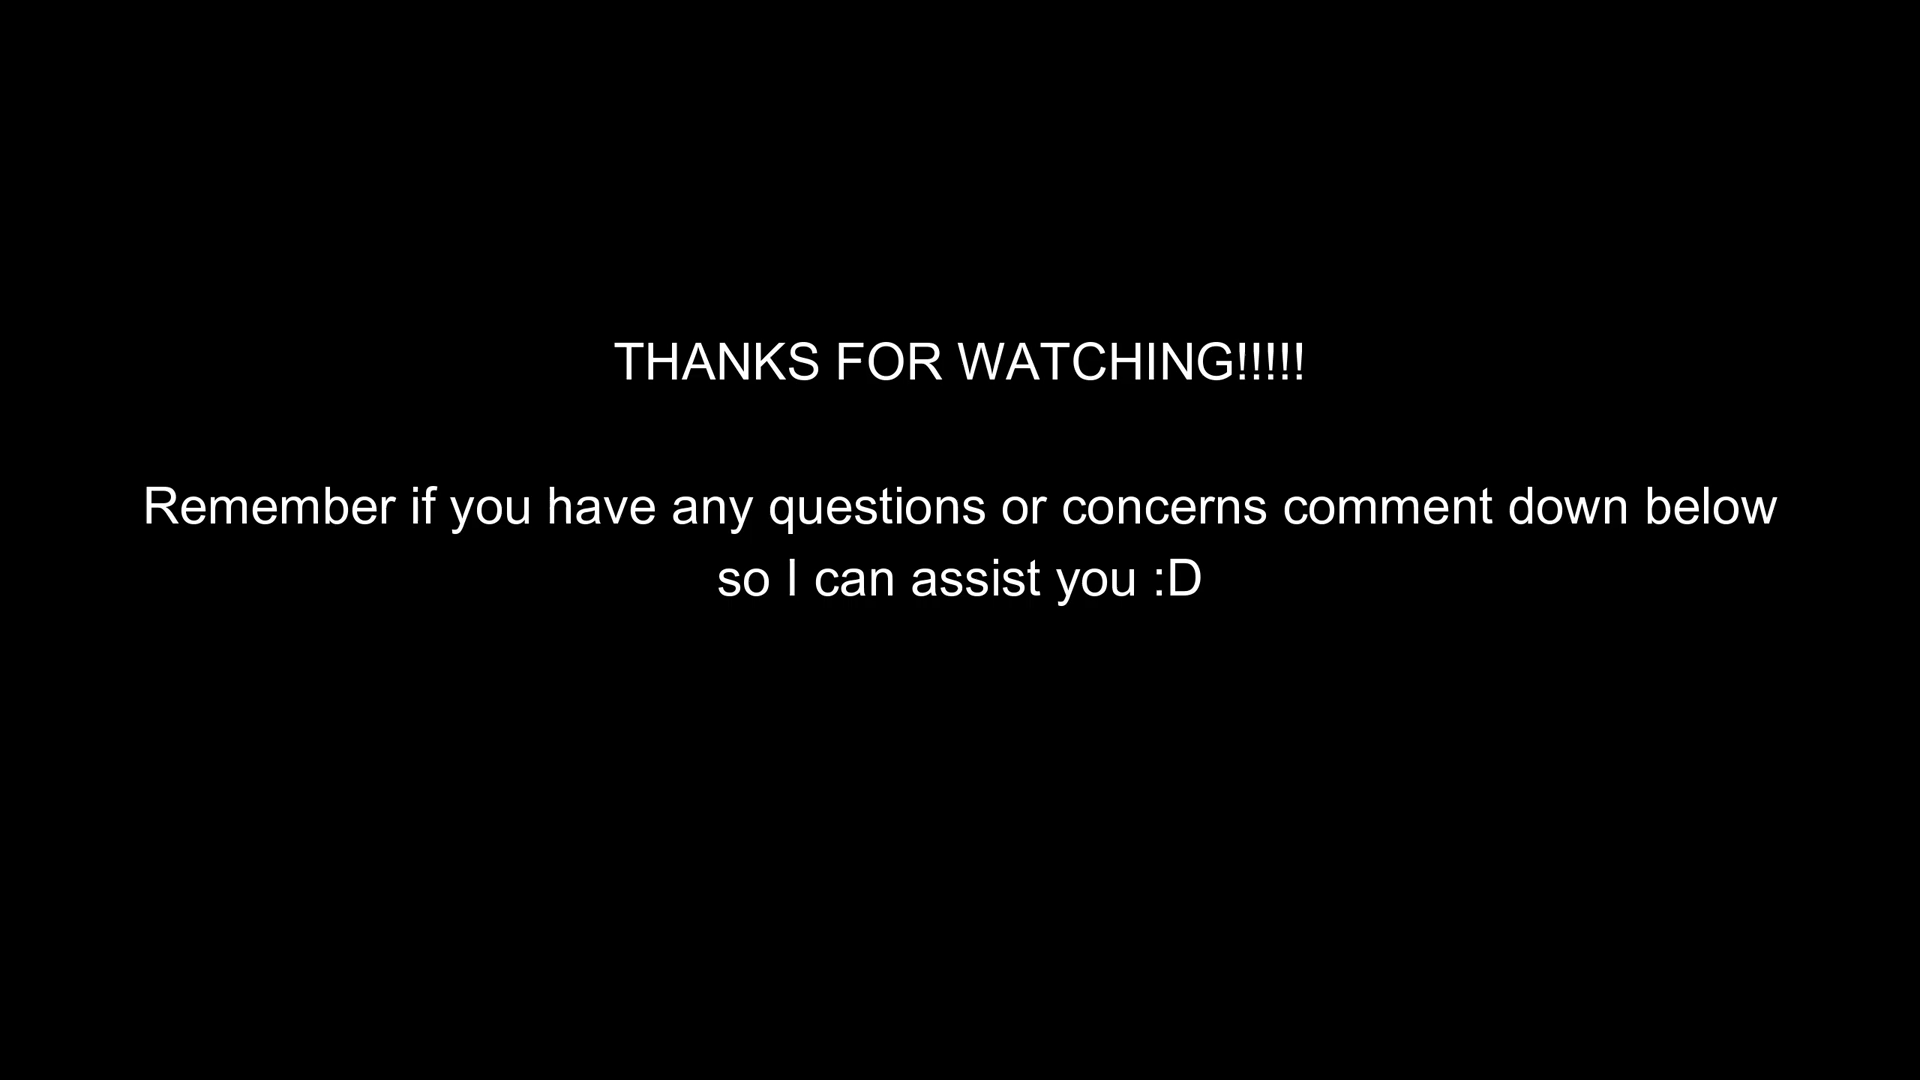 THANKS FOR WATCHING!!!!!
Remember if you have any questions or concerns comment down below
so I can assist you :D